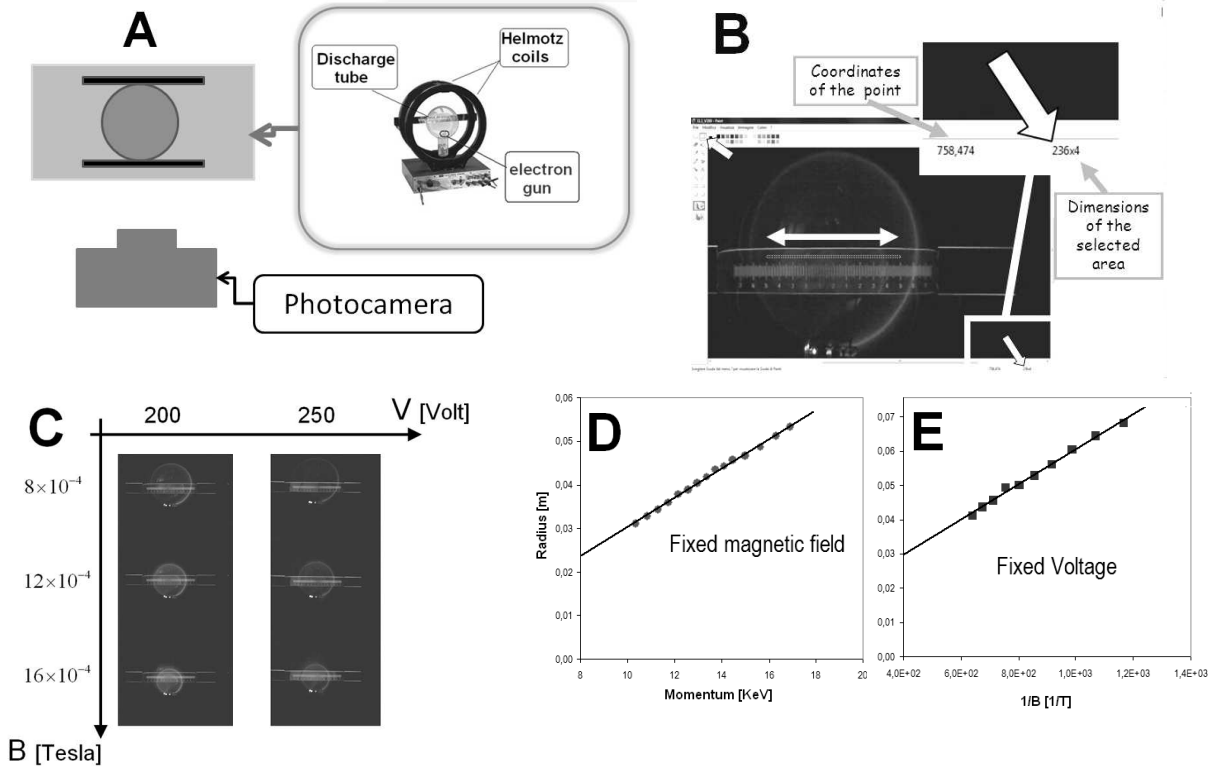 A
Discharge
tube
Helmotz
coils
electron
gun
Photocamera
B
Coordinates
of the point
758,474
236x4
Dimensions
of the
selected
area
C
200
250
V [Volt]
8×10⁻⁴
12×10⁻⁴
16×10⁻⁴
B [Tesla]
D
0,06
0,05
0,04
0,03
0,02
0,01
0,00
Radius [m]
Fixed magnetic field
8
10
12
14
16
18
20
Momentum [KeV]
E
0,07
0,06
0,05
0,04
0,03
0,02
0,01
0,00
Fixed Voltage
4,0E+02
6,0E+02
8,0E+02
1,0E+03
1,2E+03
1,4E+03
1/B [1/T]